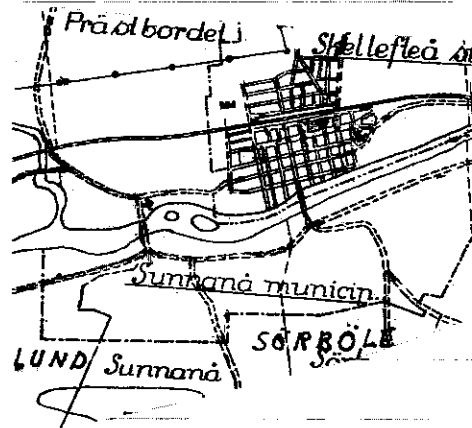 Prästbordet
Skellefteå
Sunnanå municip
SÖRBÖLE
LUND Sunnanå